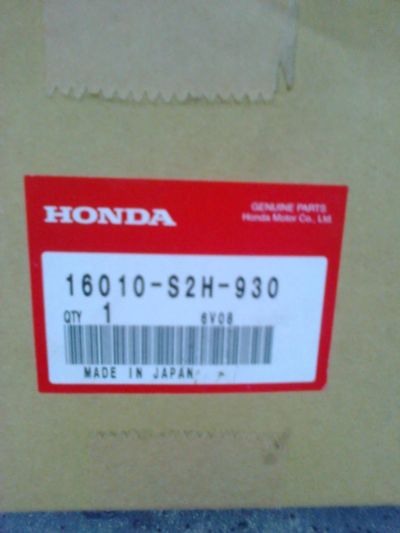 HONDA
GENUINE PARTS
Honda Motor Co., Ltd.
16010-S2H-930
QTY 1 6V08
MADE IN JAPAN